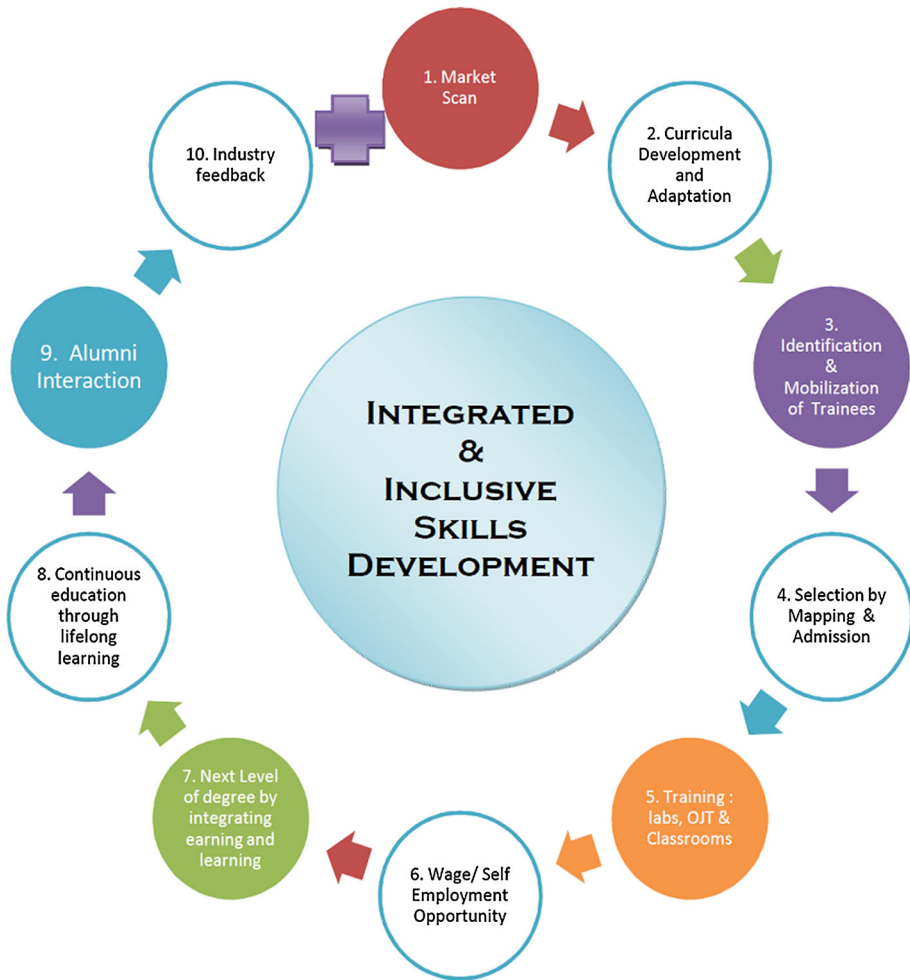 1. Market
Scan
2. Curricula
Development
and
Adaptation
3.
Identification
&
Mobilization
of Trainees
4. Selection by
Mapping &
Admission
5. Training :
labs, OJT &
Classrooms
6. Wage/ Self
Employment
Opportunity
7. Next Level
of degree by
integrating
earning and
learning
8. Continuous
education
through
lifelong
learning
9. Alumni
Interaction
10. Industry
feedback
INTEGRATED
&
INCLUSIVE
SKILLS
DEVELOPMENT